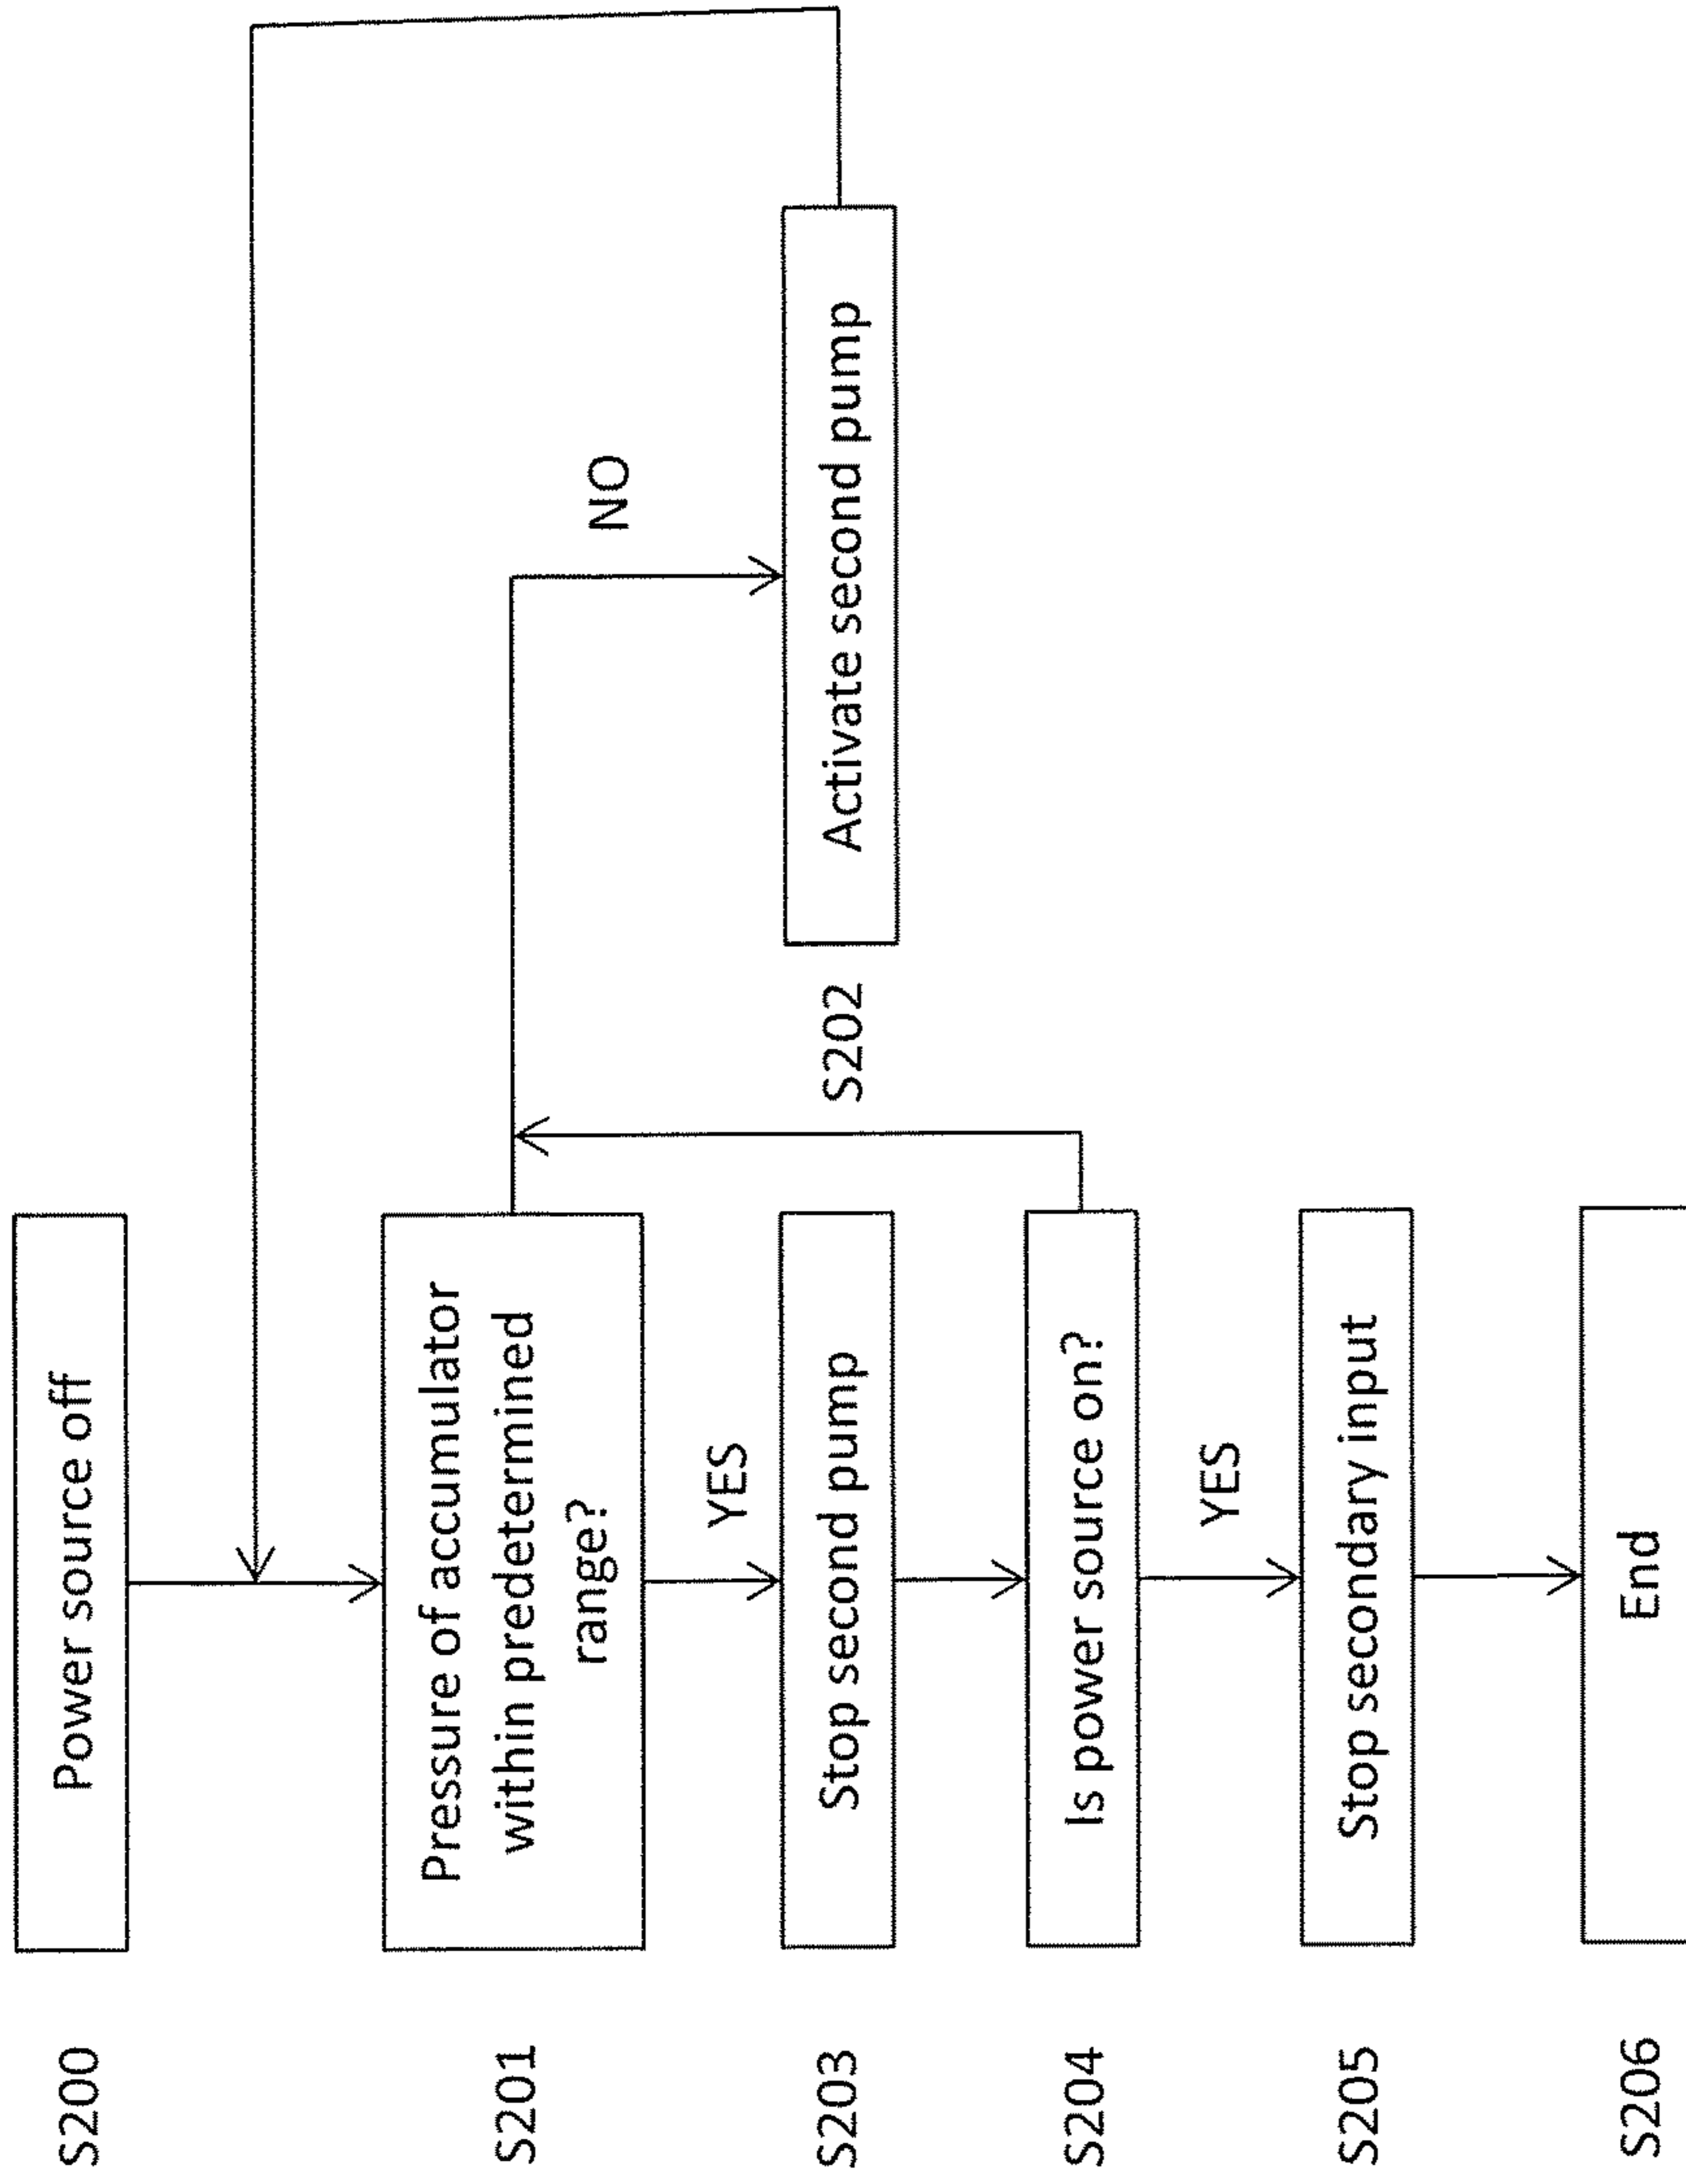 S200
Power source off
S201
Pressure of accumulator
within predetermined
range?
NO
S202
Activate second pump
YES
S203
Stop second pump
S204
Is power source on?
YES
S205
Stop secondary input
S206
End